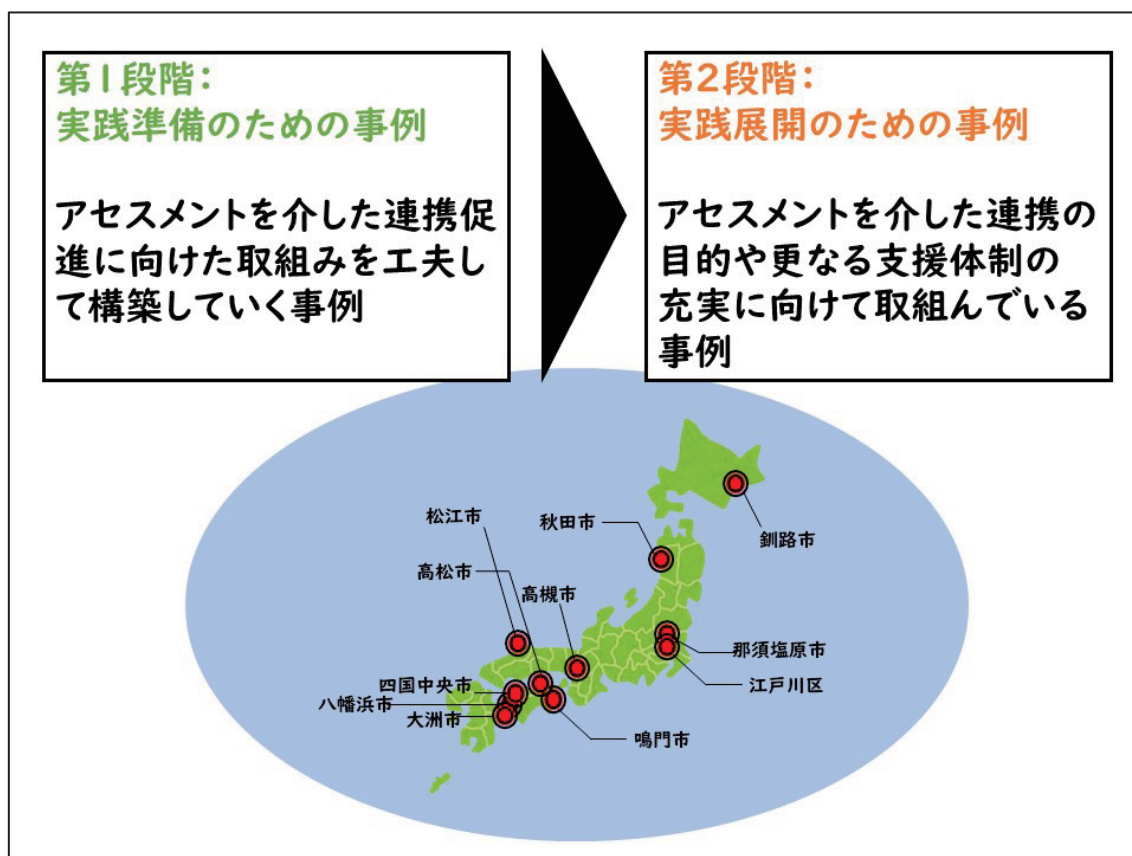 第1段階:
実践準備のための事例
アセスメントを介した連携促
進に向けた取組みを工夫し
て構築していく事例
第2段階:
実践展開のための事例
アセスメントを介した連携の
目的や更なる支援体制の
充実に向けて取組んでいる
事例
松江市
秋田市
釧路市
高松市
高槻市
那須塩原市
四国中央市
江戸川区
八幡浜市
大洲市
鳴門市